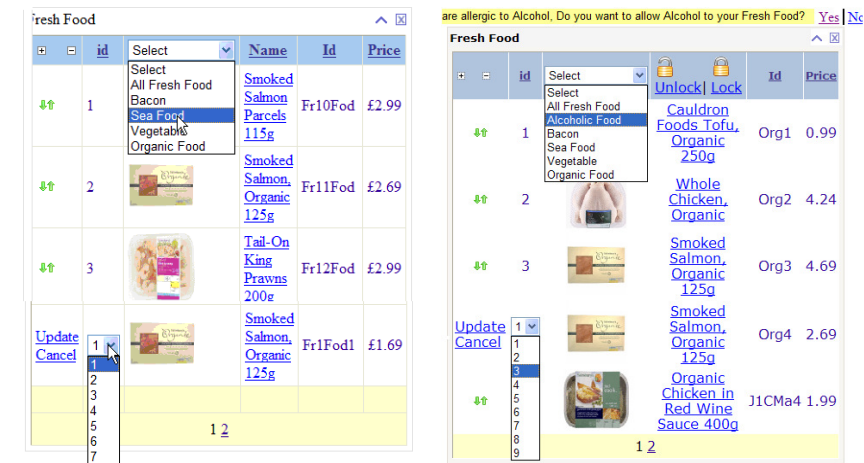 Fresh Food
id Select Name Id Price
Select
All Fresh Food
Bacon
Sea Food
Vegetable
Organic Food
1 Smoked Salmon Parcels 115g Fr10Fod £2.99
2 Smoked Salmon, Organic 125g Fr11Fod £2.69
3 Tail-On King Prawns 200g Fr12Fod £2.99
Update Cancel 1 Smoked Salmon, Organic 125g Fr1Fod1 £1.69
1
2
3
4
5
6
7
1 2
are allergic to Alcohol, Do you want to allow Alcohol to your Fresh Food? Yes
Fresh Food
id Select Unlock| Lock Id Price
Select
All Fresh Food
Alcoholic Food
Bacon
Sea Food
Vegetable
Organic Food
1 Cauldron Foods Tofu, Organic 250g Org1 0.99
2 Whole Chicken, Organic Org2 4.24
3 Smoked Salmon, Organic 125g Org3 4.69
Update Cancel 1 Smoked Salmon, Organic 125g Org4 2.69
1
2
3
4
5
6
7
8
9
Organic Chicken in Red Wine Sauce 400g J1CMa4 1.99
1 2